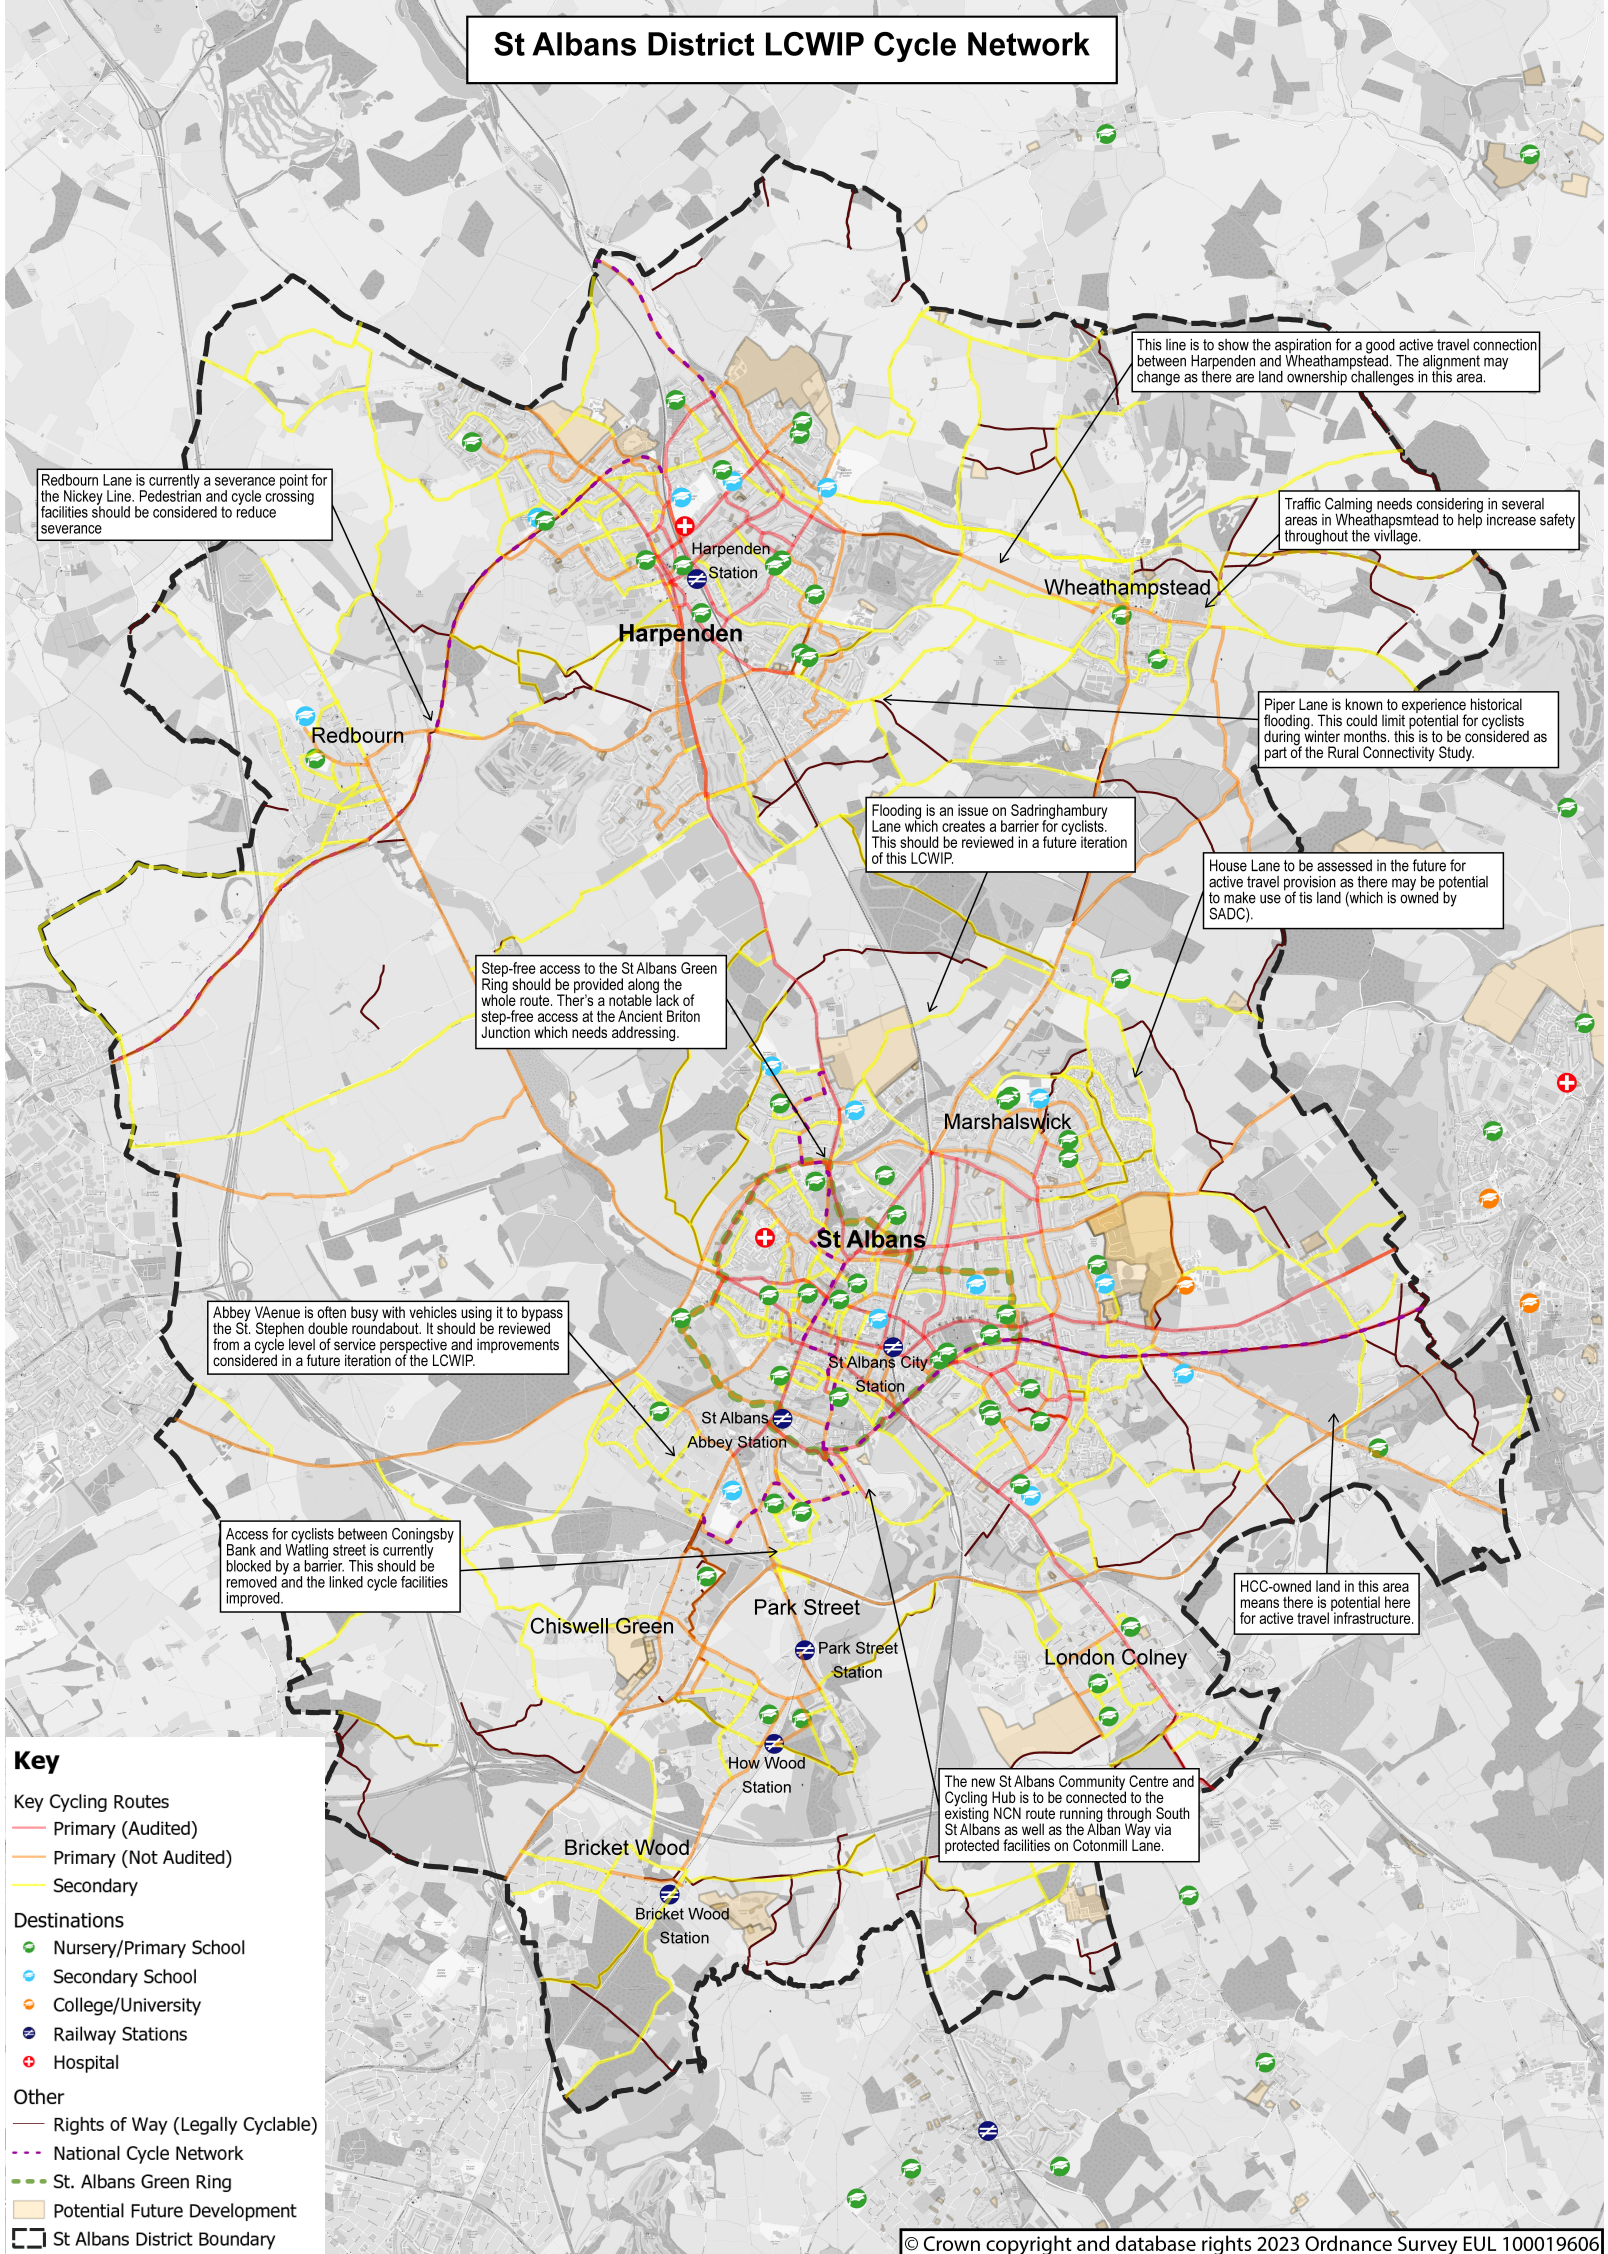 St Albans District LCWIP Cycle Network
This line is to show the aspiration for a good active travel connection
between Harpenden and Wheathampstead. The alignment may
change as there are land ownership challenges in this area.
Redbourn Lane is currently a severance point for
the Nickey Line. Pedestrian and cycle crossing
facilities should be considered to reduce
severance
Traffic Calming needs considering in several
areas in Wheathapsmtead to help increase safety
throughout the vivllage.
Harpenden
Station
Wheathampstead
Harpenden
Redbourn
Piper Lane is known to experience historical
flooding. This could limit potential for cyclists
during winter months. this is to be considered as
part of the Rural Connectivity Study.
Flooding is an issue on Sadringhambury
Lane which creates a barrier for cyclists.
This should be reviewed in a future iteration
of this LCWIP.
House Lane to be assessed in the future for
active travel provision as there may be potential
to make use of tis land (which is owned by
SADC).
Step-free access to the St Albans Green
Ring should be provided along the
whole route. Ther's a notable lack of
step-free access at the Ancient Briton
Junction which needs addressing.
Marshalswick
St Albans
Abbey VAenue is often busy with vehicles using it to bypass
the St. Stephen double roundabout. It should be reviewed
from a cycle level of service perspective and improvements
considered in a future iteration of the LCWIP.
St Albans City
Station
St Albans
Abbey Station
Access for cyclists between Coningsby
Bank and Watling street is currently
blocked by a barrier. This should be
removed and the linked cycle facilities
improved.
HCC-owned land in this area
means there is potential here
for active travel infrastructure.
Park Street
Chiswell Green
Park Street
Station
London Colney
How Wood
Station
The new St Albans Community Centre and
Cycling Hub is to be connected to the
existing NCN route running through South
St Albans as well as the Alban Way via
protected facilities on Cotonmill Lane.
Bricket Wood
Bricket Wood
Station
Key
Key Cycling Routes
Primary (Audited)
Primary (Not Audited)
Secondary
Destinations
Nursery/Primary School
Secondary School
College/University
Railway Stations
Hospital
Other
Rights of Way (Legally Cyclable)
National Cycle Network
St. Albans Green Ring
Potential Future Development
St Albans District Boundary
© Crown copyright and database rights 2023 Ordnance Survey EUL 100019606